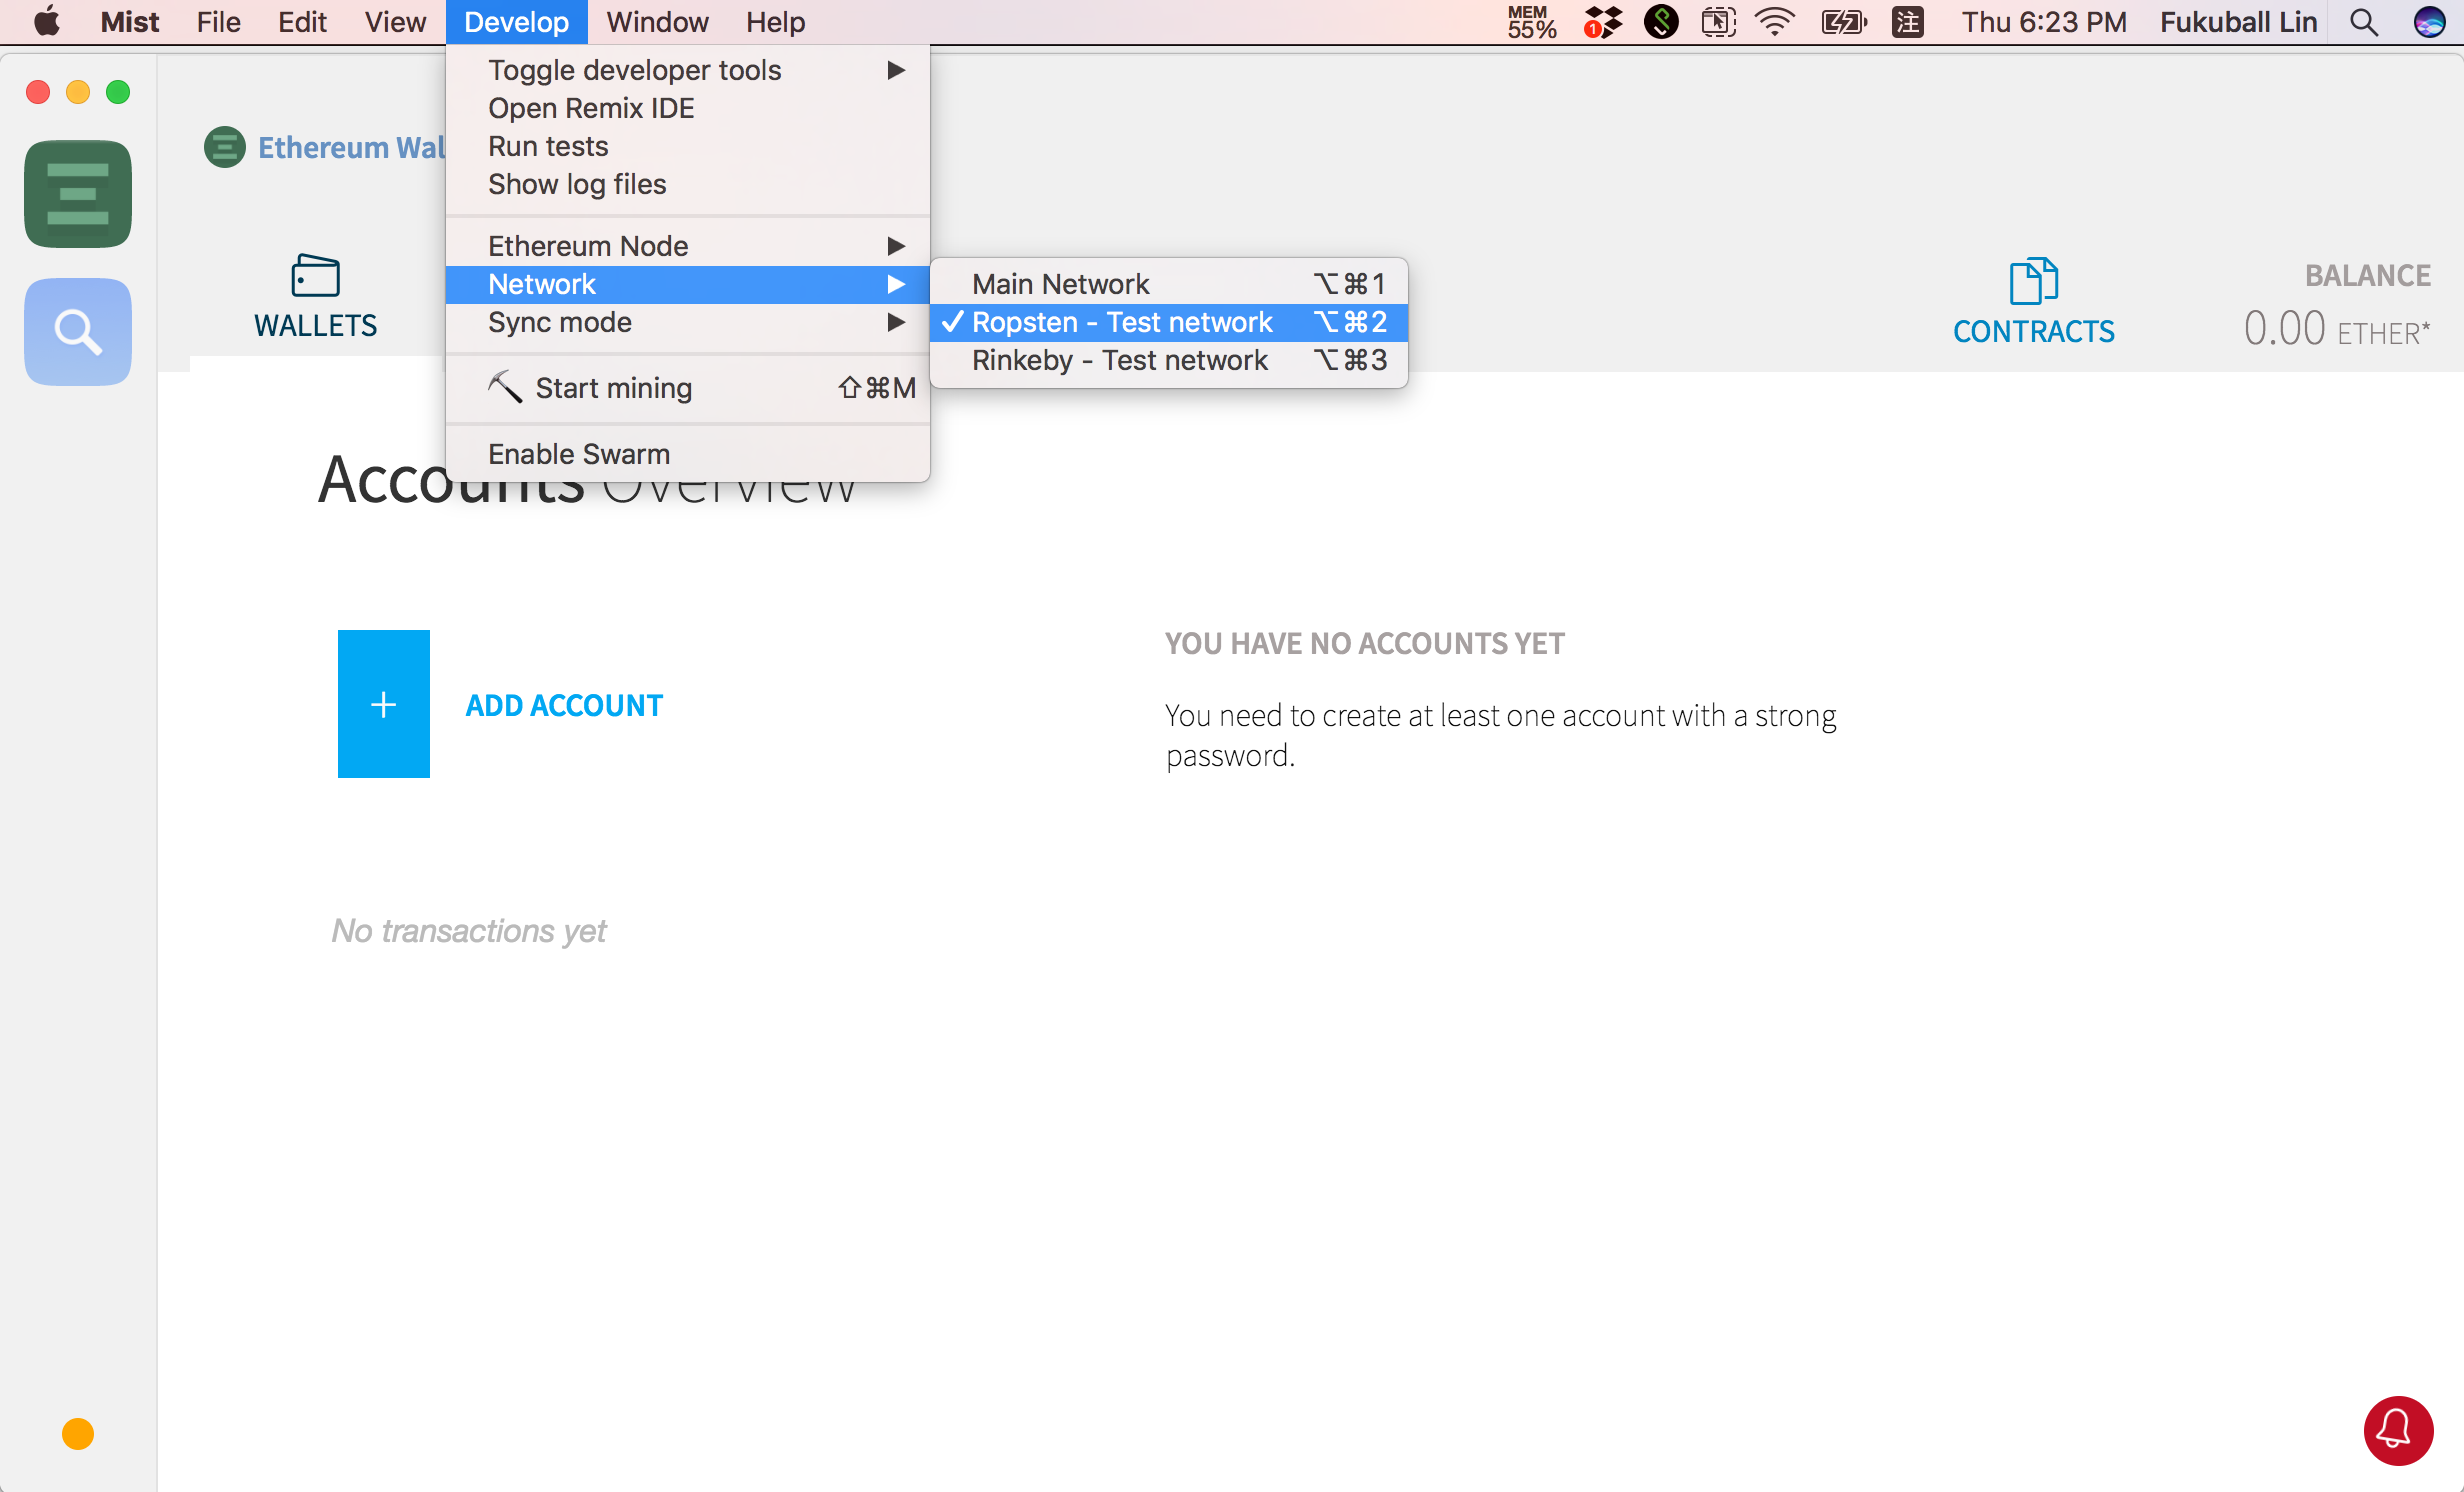 Mist File Edit View Develop Window Help MEM 55% 1 注 Thu 6:23 PM Fukuball Lin
Toggle developer tools
Open Remix IDE
Run tests
Show log files
Ethereum Node
Network
Sync mode
Start mining ⇧⌘M
Enable Swarm
Main Network ⌥⌘1
✓ Ropsten - Test network ⌥⌘2
Rinkeby - Test network ⌥⌘3
Ethereum Wal
WALLETS
CONTRACTS
BALANCE
0.00 ETHER*
Accounts Overview
+ ADD ACCOUNT
YOU HAVE NO ACCOUNTS YET
You need to create at least one account with a strong
password.
No transactions yet